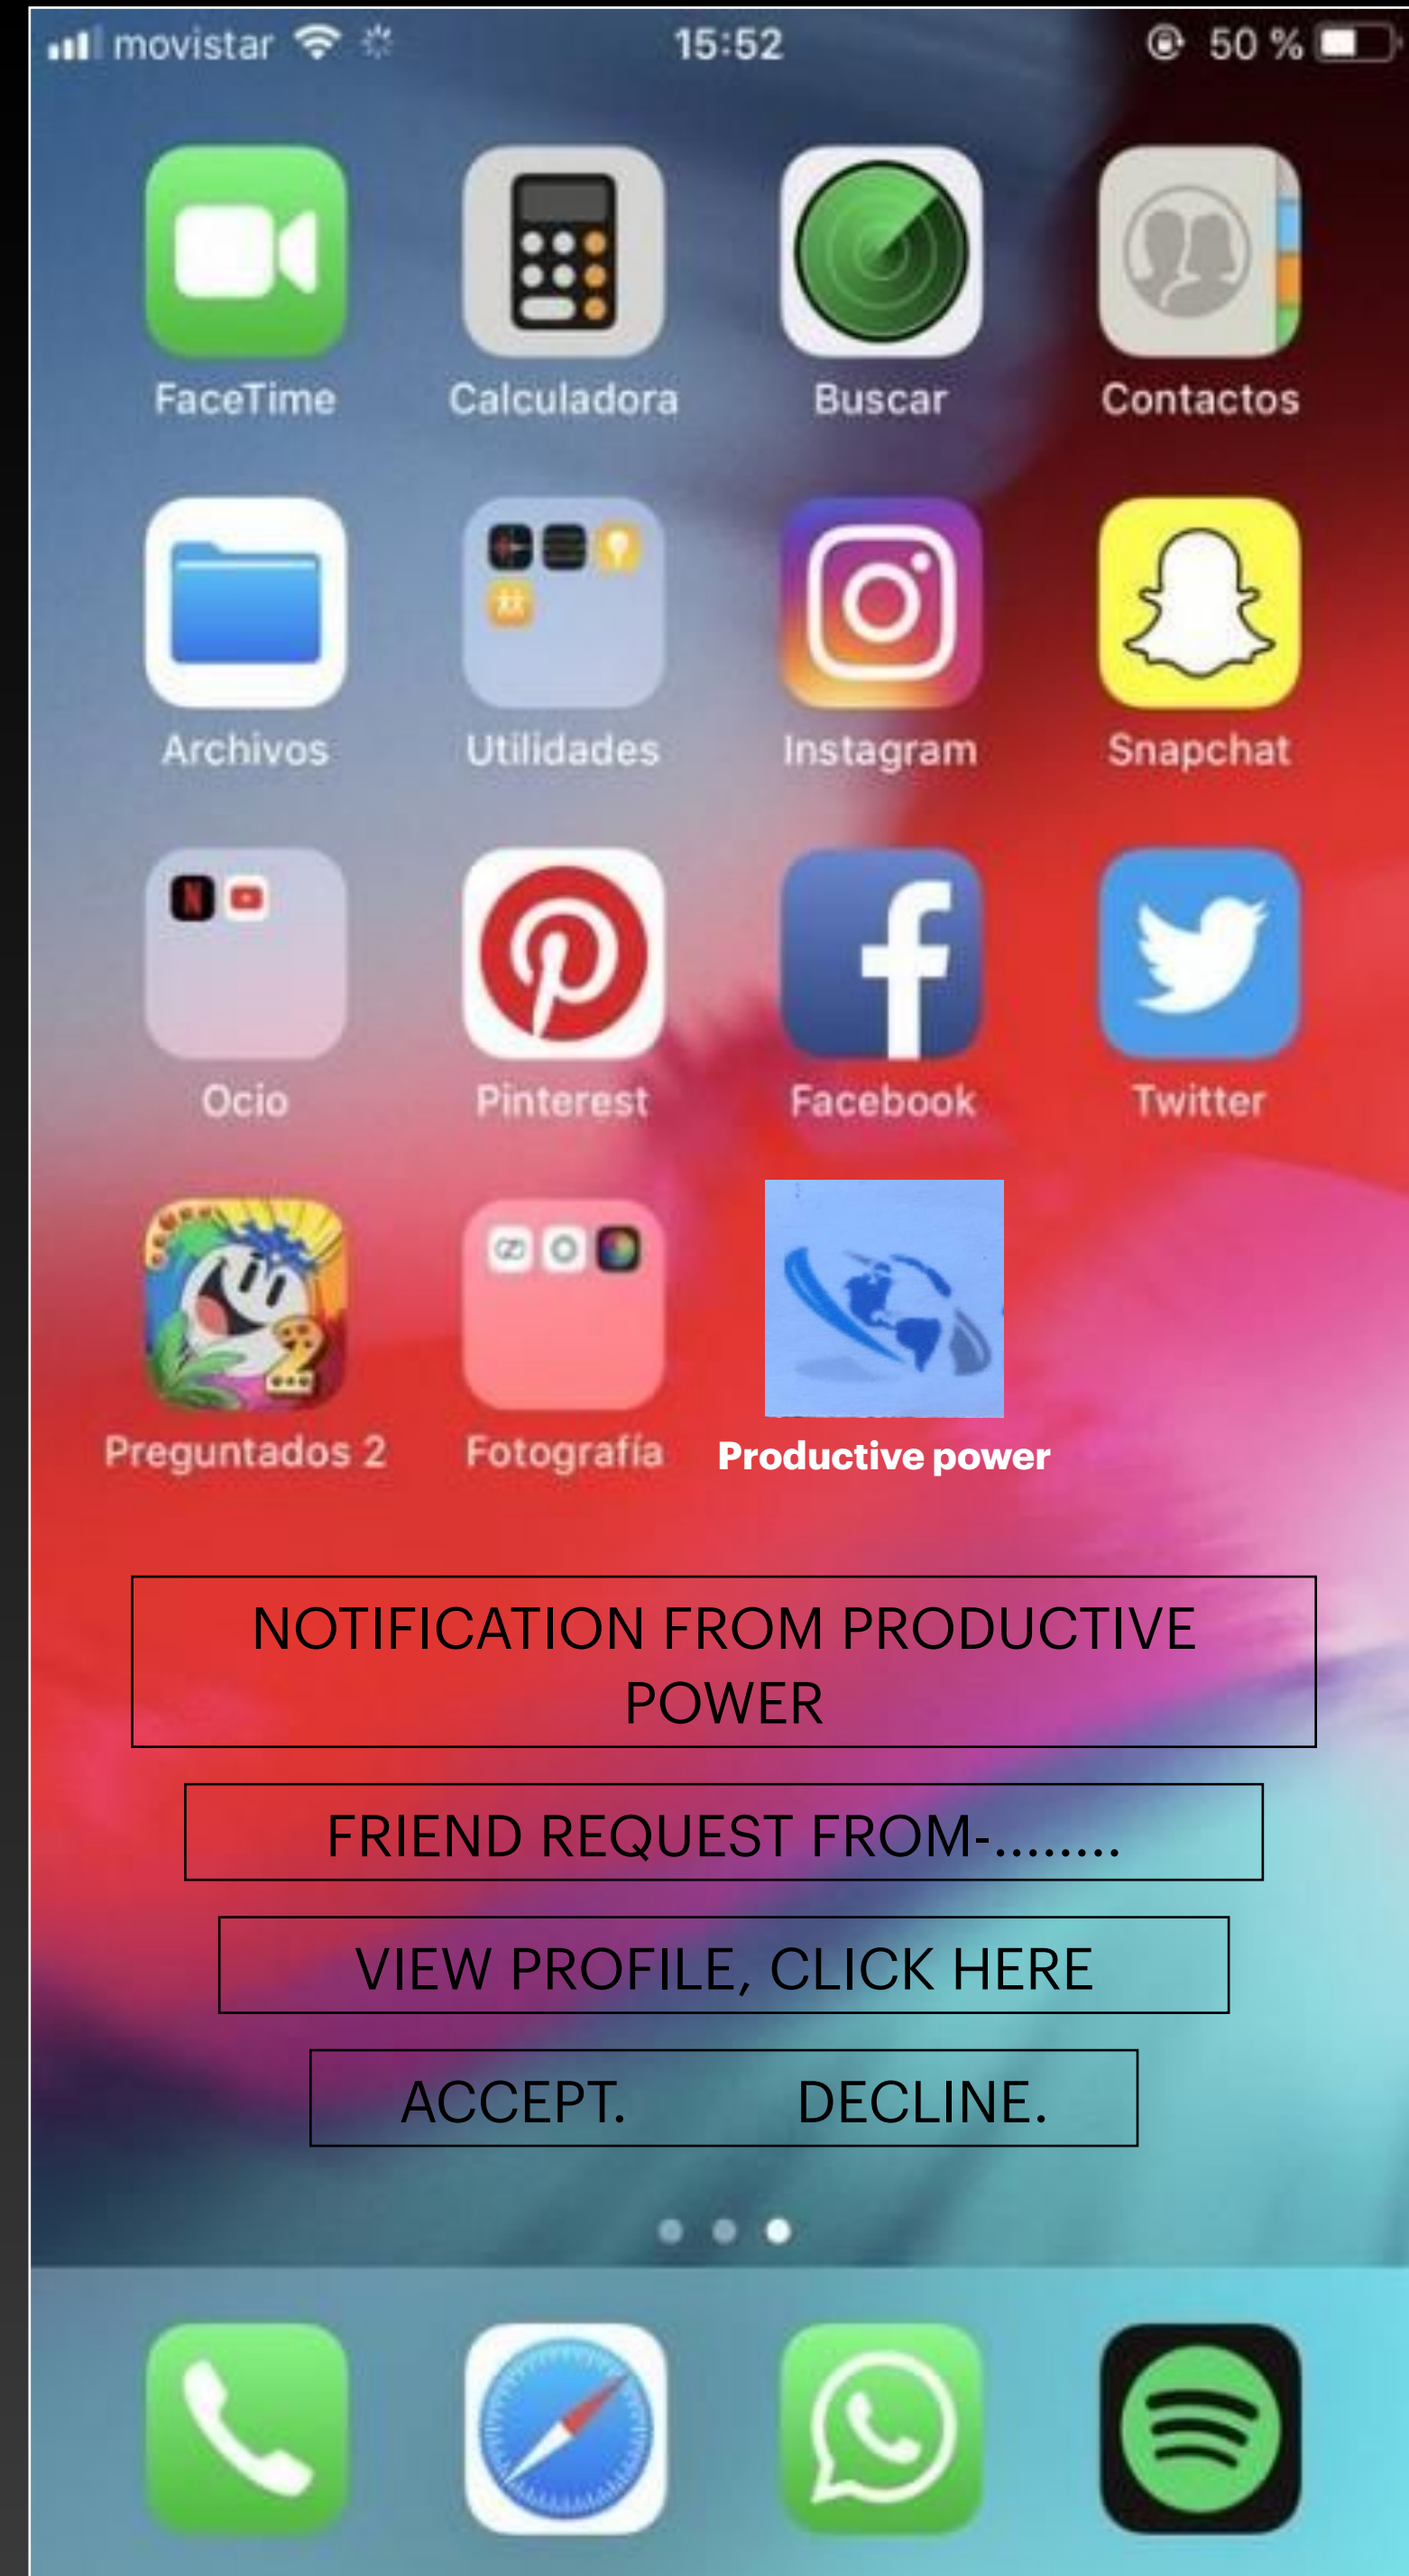 movistar 15:52 50 %
FaceTime Calculadora Buscar Contactos
Archivos Utilidades Instagram Snapchat
Ocio Pinterest Facebook Twitter
2
Preguntados 2 Fotografía Productive power
NOTIFICATION FROM PRODUCTIVE
POWER
FRIEND REQUEST FROM-........
VIEW PROFILE, CLICK HERE
ACCEPT. DECLINE.